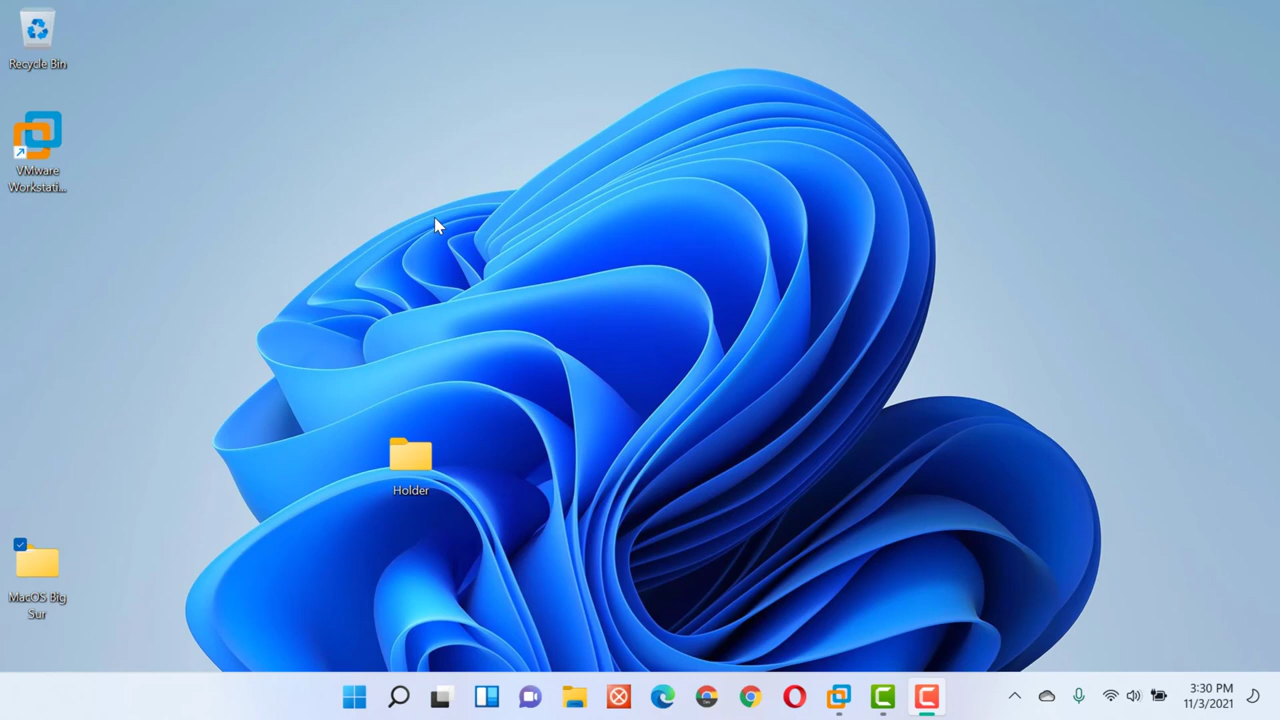 Recycle Bin
VMware
Workstati...
Holder
MacOS Big
Sur
3:30 PM
11/3/2021